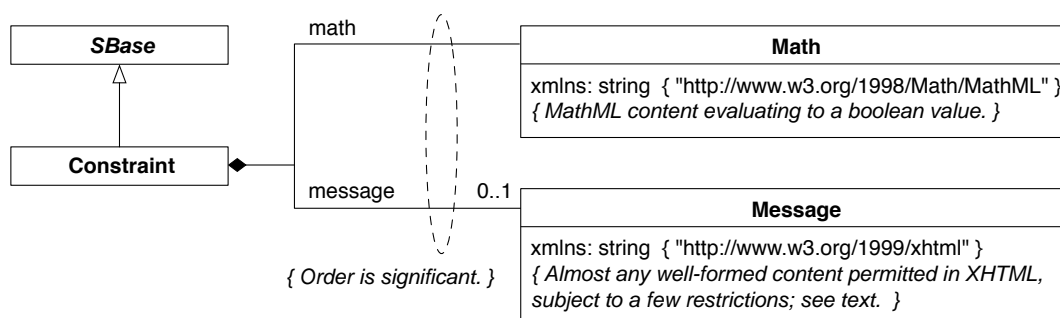 SBase
Constraint
math
message
0..1
{ Order is significant. }
Math
xmlns: string { "http://www.w3.org/1998/Math/MathML" }
{ MathML content evaluating to a boolean value. }
Message
xmlns: string { "http://www.w3.org/1999/xhtml" }
{ Almost any well-formed content permitted in XHTML,
subject to a few restrictions; see text. }